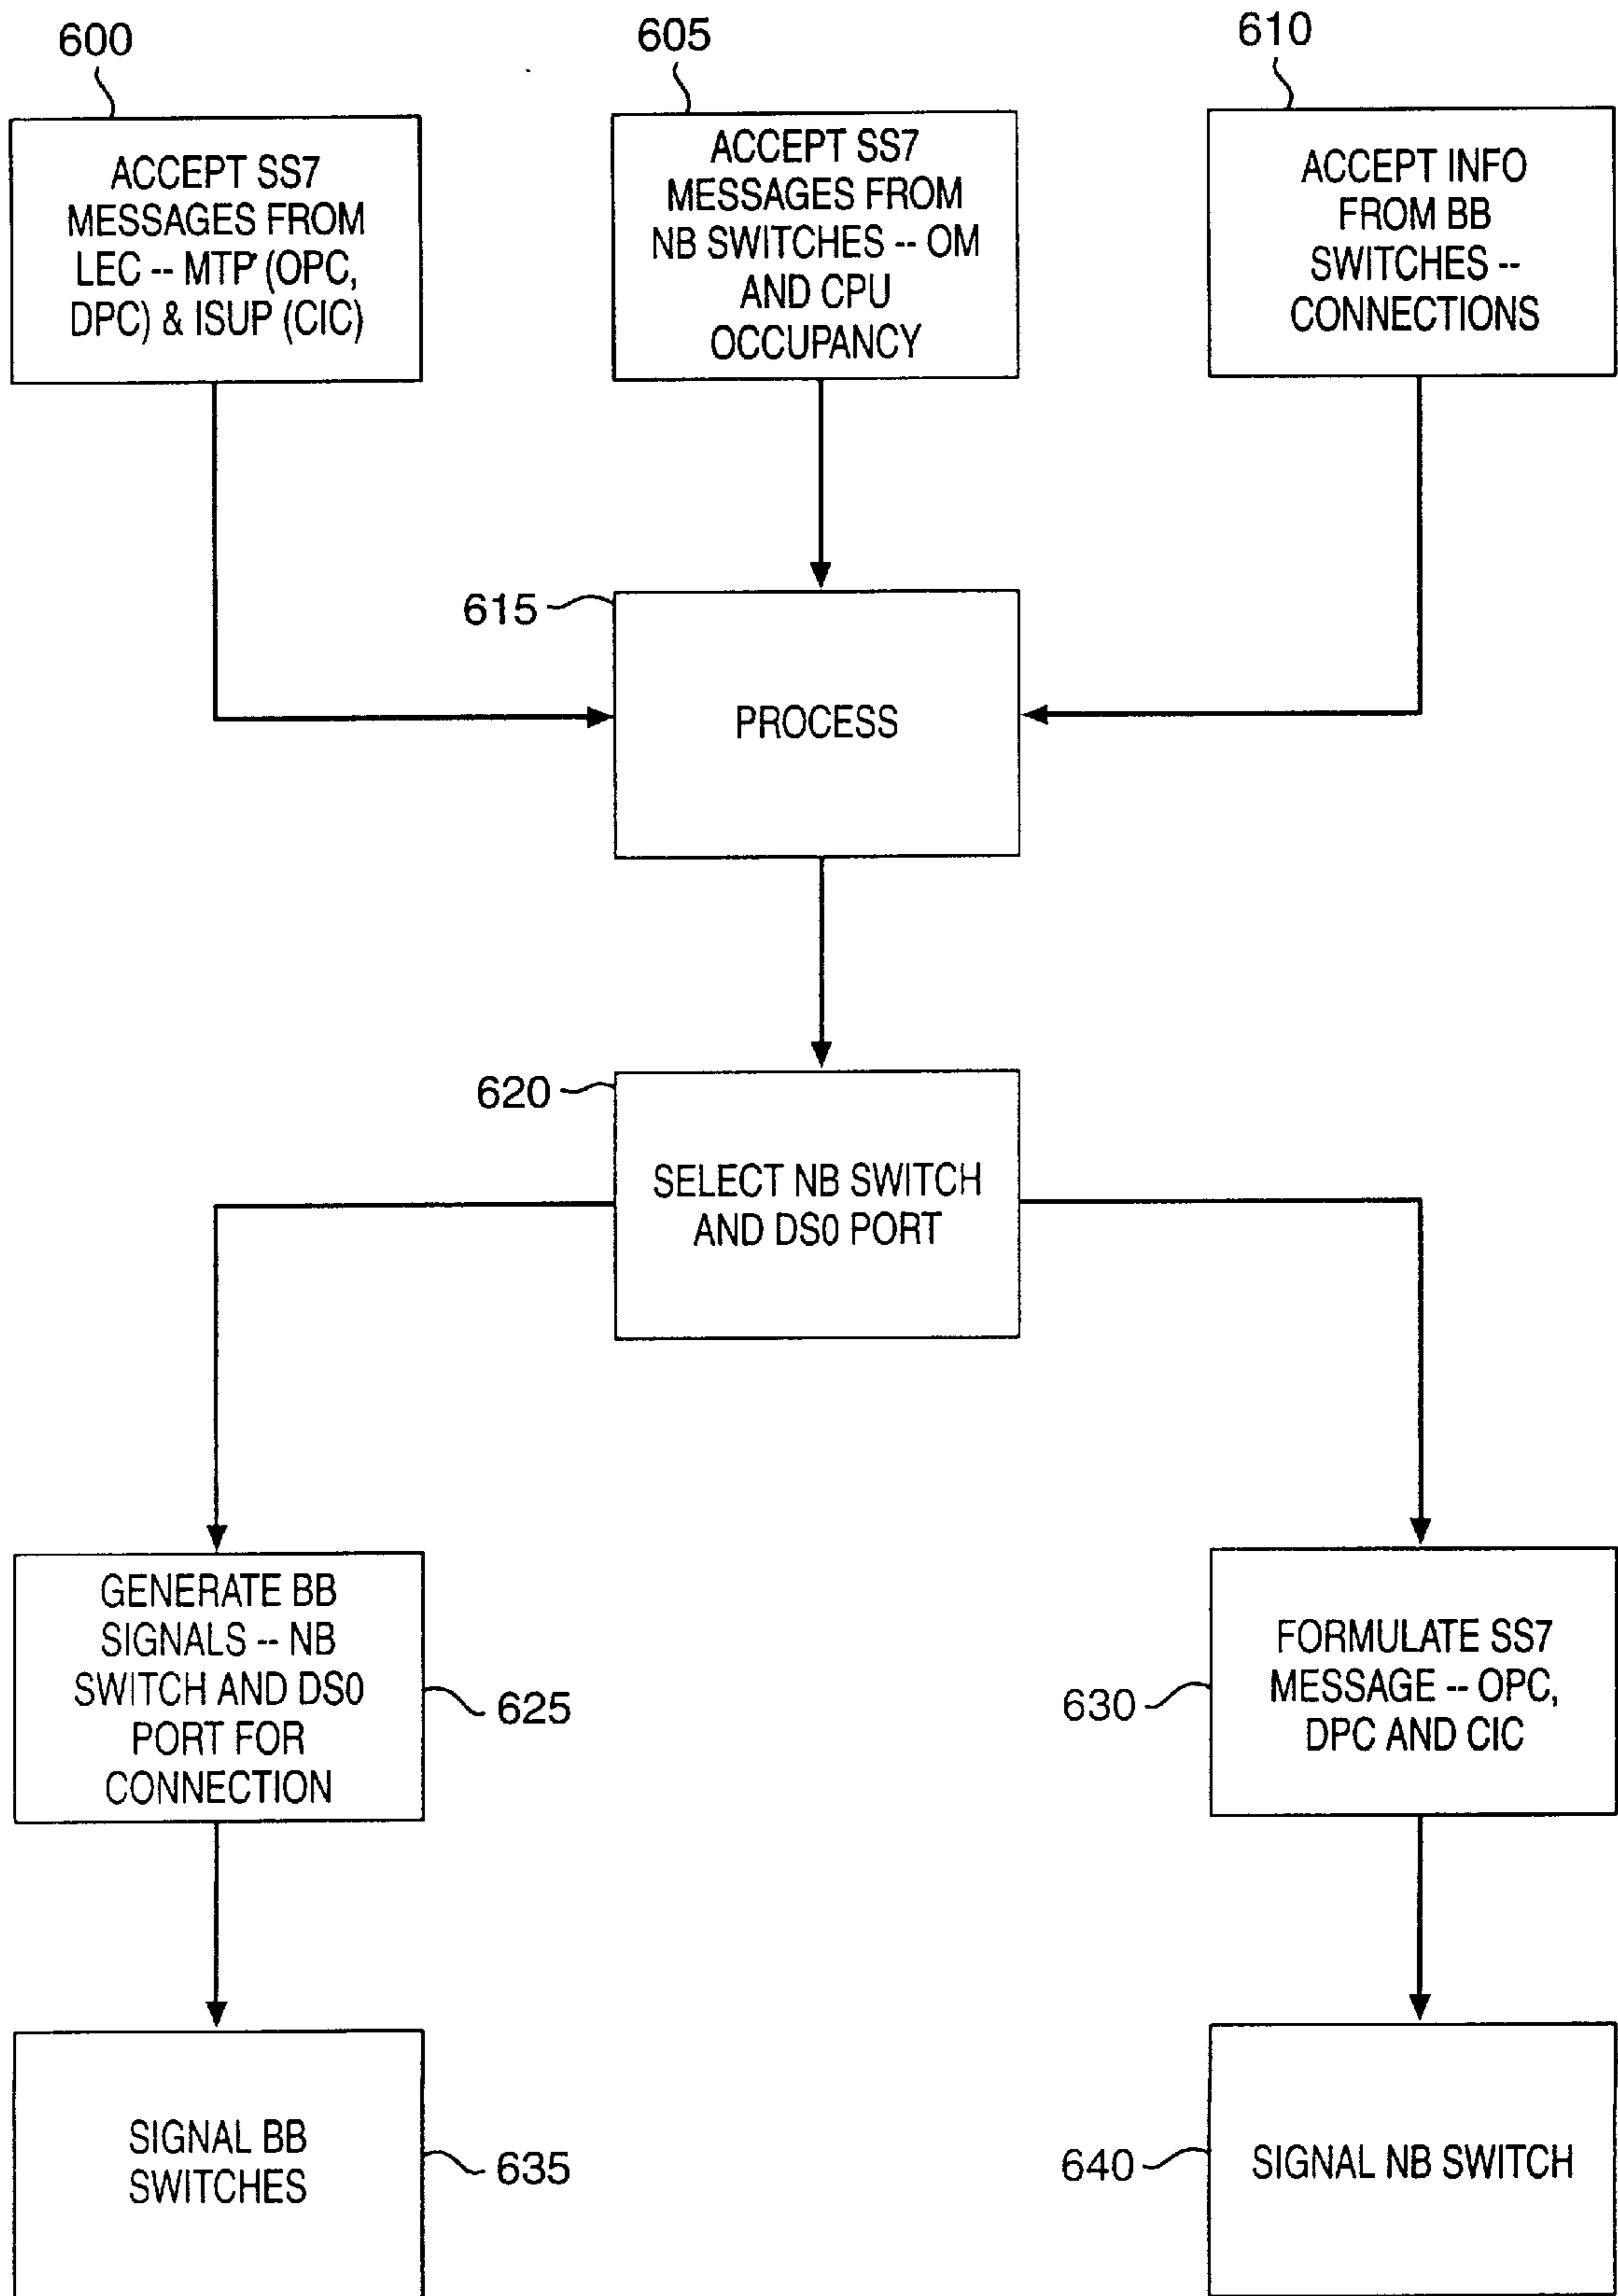 600
ACCEPT SS7
MESSAGES FROM
LEC -- MTP (OPC,
DPC) & ISUP (CIC)
605
ACCEPT SS7
MESSAGES FROM
NB SWITCHES -- OM
AND CPU
OCCUPANCY
610
ACCEPT INFO
FROM BB
SWITCHES --
CONNECTIONS
615
PROCESS
620
SELECT NB SWITCH
AND DS0 PORT
GENERATE BB
SIGNALS -- NB
SWITCH AND DS0
PORT FOR
CONNECTION
625
630
FORMULATE SS7
MESSAGE -- OPC,
DPC AND CIC
SIGNAL BB
SWITCHES
635
640
SIGNAL NB SWITCH